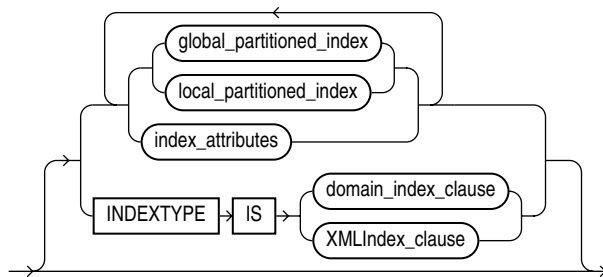 global_partitioned_index
local_partitioned_index
index_attributes
domain_index_clause
INDEXTYPE IS
XMLIndex_clause